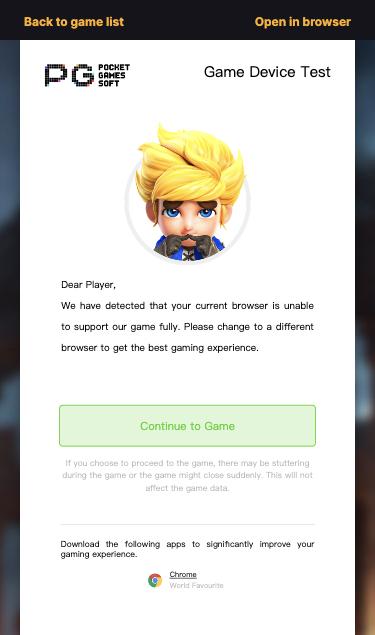 Back to game list
Open in browser
POCKET
GAMES
SOFT
PG
Game Device Test
Dear Player,
We have detected that your current browser is unable
to support our game fully. Please change to a different
browser to get the best gaming experience.
Continue to Game
If you choose to proceed to the game, there may be stuttering
during the game or the game might close suddenly. This will not
affect the game data.
Download the following apps to significantly improve your
gaming experience.
Chrome
World Favourite